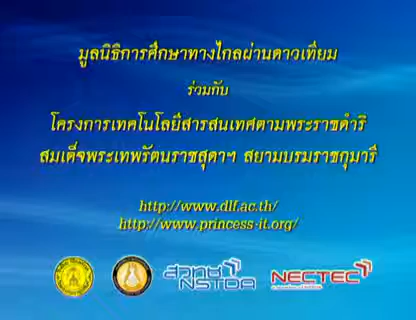 มูลนิธิการศึกษาทางไกลผ่านดาวเทียม
ร่วมกับ
โครงการเทคโนโลยีสารสนเทศตามพระราชดำริ
สมเด็จพระเทพรัตนราชสุดาฯ สยามบรมราชกุมารี
http://www.dlf.ac.th/
http://www.princess-it.org/
สวทช
NSTDA
NECTEC